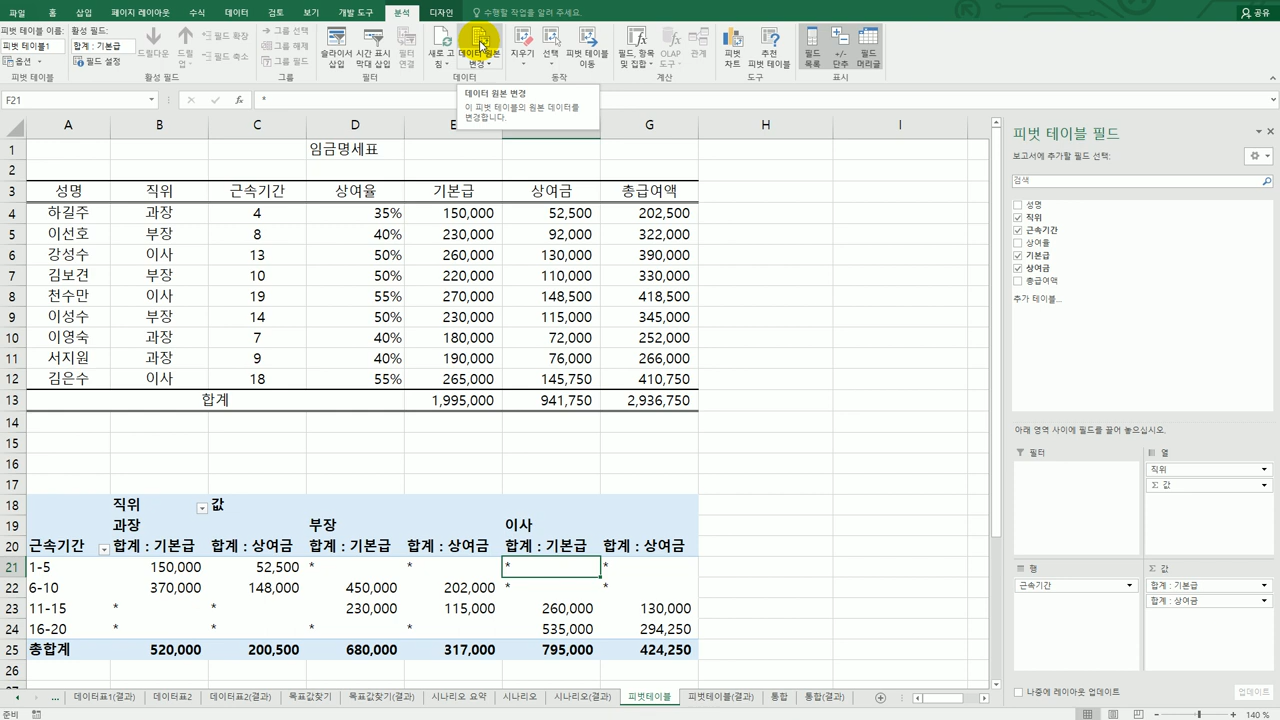 파일 홈 삽입 페이지 레이아웃 수식 데이터 검토 보기 개발 도구 분석 디자인 수행할 작업을 알려 주세요. 공유
피벗 테이블 이름: 활성 필드:
피벗 테이블1 합계 : 기본급
옵션 필드 설정
드릴다운 드릴업 필드 확장 필드 축소
그룹 선택 그룹 해제 그룹 필드
슬라이서 삽입 시간 표시 막대 삽입 필터 연결
새로 고침 데이터 원본 변경
지우기 선택 피벗 테이블 이동
필드, 항목 및 집합 OLAP 도구 관계
피벗 차트 추천 피벗 테이블
필드 목록 +/- 단추 필드 머리글
피벗 테이블 활성 필드 그룹 필터 데이터 동작 계산 도구 표시
F21 fx *
데이터 원본 변경
이 피벗 테이블의 원본 데이터를
변경합니다.
A B C D E F G H I
1 임금명세표
2
3 성명 직위 근속기간 상여율 기본급 상여금 총급여액
4 하길주 과장 4 35% 150,000 52,500 202,500
5 이선호 부장 8 40% 230,000 92,000 322,000
6 강성수 이사 13 50% 260,000 130,000 390,000
7 김보견 부장 10 50% 220,000 110,000 330,000
8 천수만 이사 19 55% 270,000 148,500 418,500
9 이성수 부장 14 50% 230,000 115,000 345,000
10 이영숙 과장 7 40% 180,000 72,000 252,000
11 서지원 과장 9 40% 190,000 76,000 266,000
12 김은수 이사 18 55% 265,000 145,750 410,750
13 합계 1,995,000 941,750 2,936,750
14
15
16
17
18 직위 값
19 과장 부장 이사
20 근속기간 합계 : 기본급 합계 : 상여금 합계 : 기본급 합계 : 상여금 합계 : 기본급 합계 : 상여금
21 1-5 150,000 52,500 * * * *
22 6-10 370,000 148,000 450,000 202,000 * *
23 11-15 * * 230,000 115,000 260,000 130,000
24 16-20 * * * * 535,000 294,250
25 총합계 520,000 200,500 680,000 317,000 795,000 424,250
26
피벗 테이블 필드
보고서에 추가할 필드 선택:
검색
성명
직위
근속기간
상여율
기본급
상여금
총급여액
추가 테이블...
아래 영역 사이에 필드를 끌어 놓으십시오.
필터 열
직위
Σ 값
행 Σ 값
근속기간 합계 : 기본급
합계 : 상여금
나중에 레이아웃 업데이트 업데이트
... 데이터표1(결과) 데이터표2 데이터표2(결과) 목표값찾기 목표값찾기(결과) 시나리오 요약 시나리오 시나리오(결과) 피벗테이블 피벗테이블(결과) 통합 통합(결과)
준비 140 %